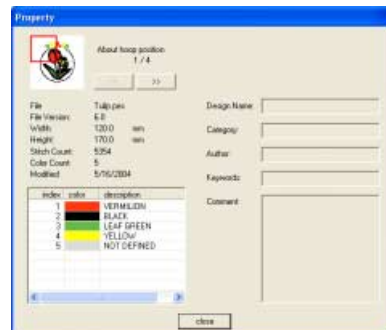 Property
About hoop position
1 / 4
>>
File Tulip.pes
File Version: 6.0
Width: 120.0 mm
Height: 170.0 mm
Stitch Count: 5354
Color Count: 5
Modified: 5/16/2004
index color description
1 VERMILION
2 BLACK
3 LEAF GREEN
4 YELLOW
5 NOT DEFINED
Design Name:
Category:
Author:
Keywords:
Comment:
close